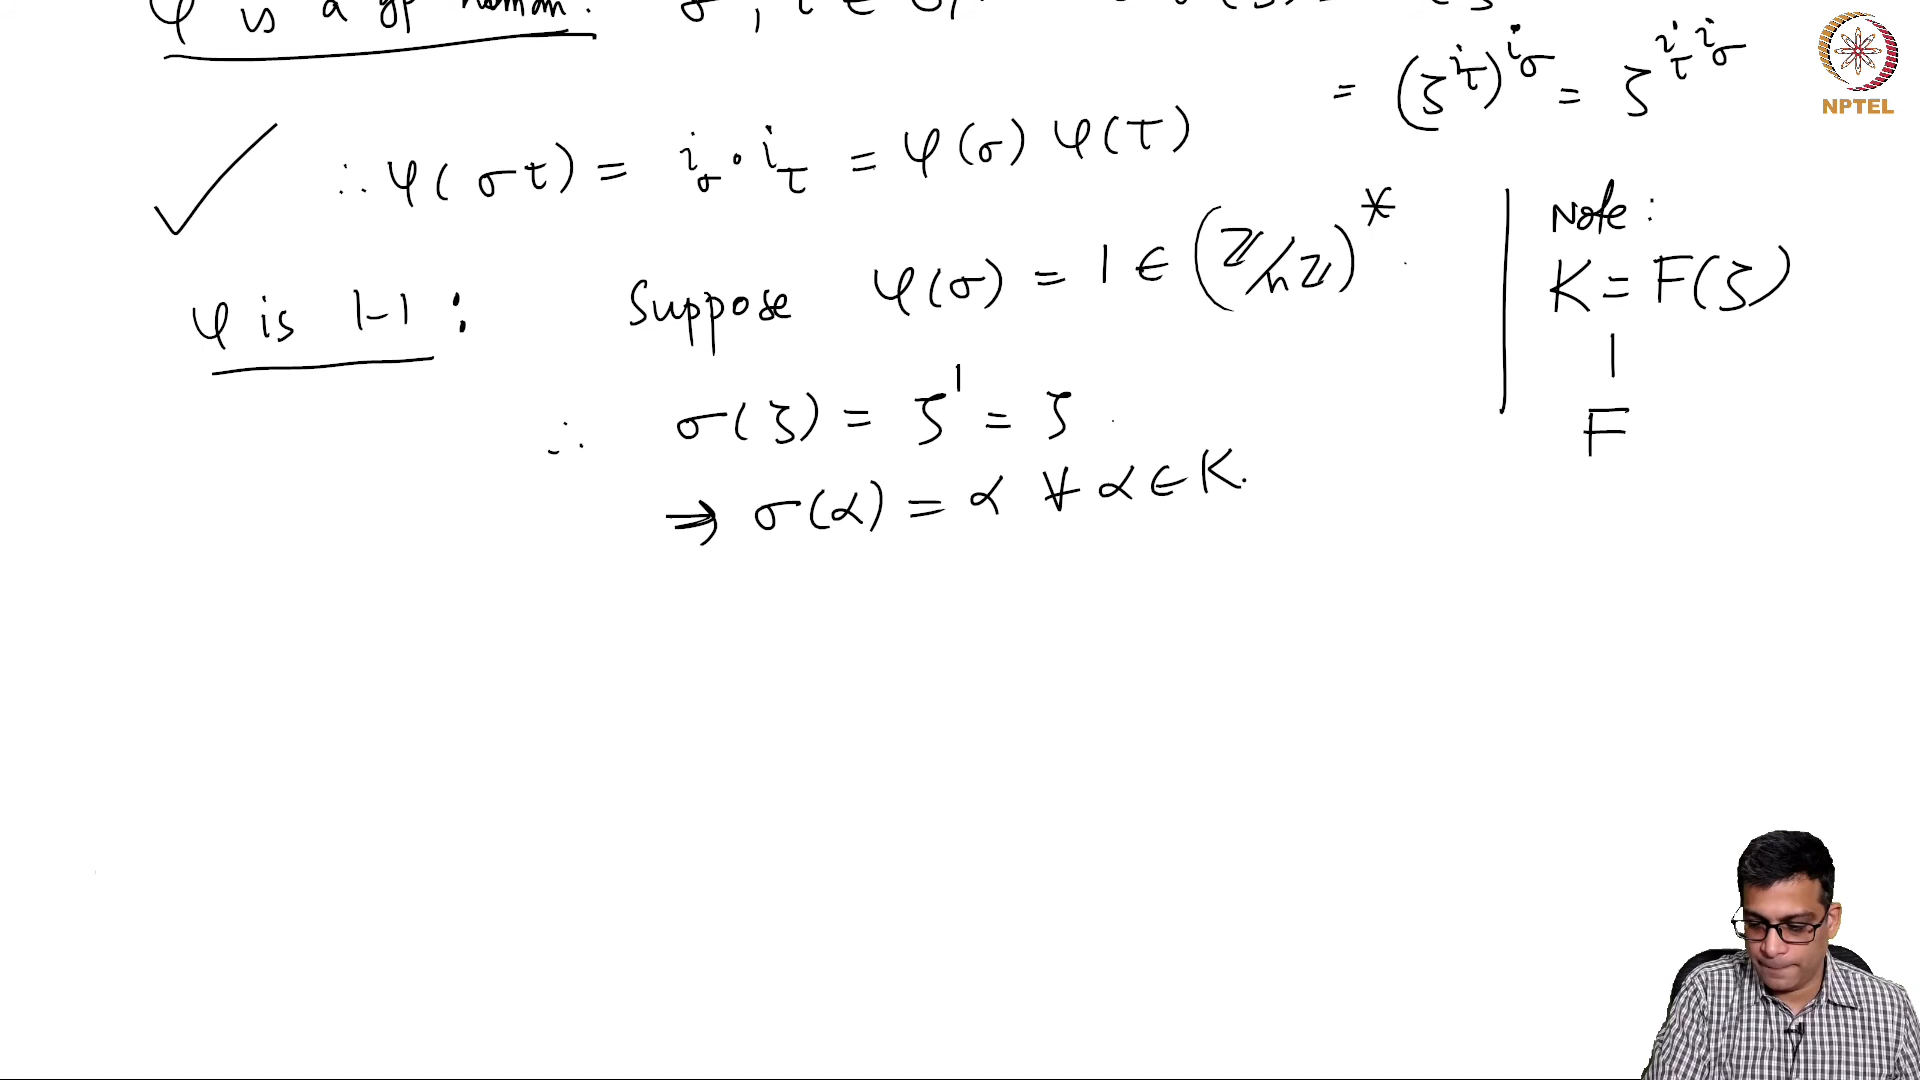 φ is a gp homom.
= (ζ^{i_τ})^{i_σ} = ζ^{i_τ i_σ}
NPTEL
∴ φ(στ) = i_σ · i_τ = φ(σ) φ(τ)
φ is 1-1 : Suppose φ(σ) = 1 ∈ (ℤ/nℤ)^*.
∴ σ(ζ) = ζ^1 = ζ.
⇒ σ(α) = α ∀ α ∈ K.
Note:
K = F(ζ)
|
F